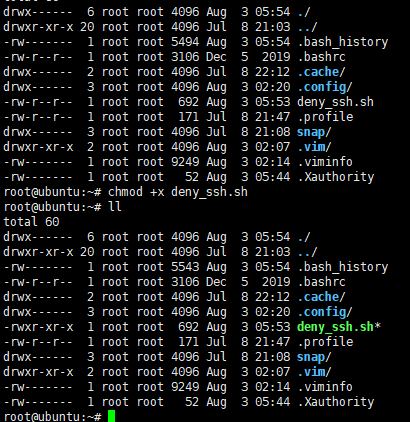 drwx------  6 root root 4096 Aug  3 05:54 ./
drwxr-xr-x 20 root root 4096 Jul  8 21:03 ../
-rw-------  1 root root 5494 Aug  3 05:54 .bash_history
-rw-r--r--  1 root root 3106 Dec  5  2019 .bashrc
drwx------  2 root root 4096 Jul  8 22:12 .cache/
drwx------  3 root root 4096 Aug  3 02:20 .config/
-rw-r--r--  1 root root  692 Aug  3 05:53 deny_ssh.sh
-rw-r--r--  1 root root  171 Jul  8 21:47 .profile
drwx------  3 root root 4096 Jul  8 21:08 snap/
drwxr-xr-x  2 root root 4096 Aug  3 02:07 .vim/
-rw-------  1 root root 9249 Aug  3 02:14 .viminfo
-rw-------  1 root root   52 Aug  3 05:44 .Xauthority
root@ubuntu:~# chmod +x deny_ssh.sh
root@ubuntu:~# ll
total 60
drwx------  6 root root 4096 Aug  3 05:54 ./
drwxr-xr-x 20 root root 4096 Jul  8 21:03 ../
-rw-------  1 root root 5543 Aug  3 05:54 .bash_history
-rw-r--r--  1 root root 3106 Dec  5  2019 .bashrc
drwx------  2 root root 4096 Jul  8 22:12 .cache/
drwx------  3 root root 4096 Aug  3 02:20 .config/
-rwxr-xr-x  1 root root  692 Aug  3 05:53 deny_ssh.sh*
-rw-r--r--  1 root root  171 Jul  8 21:47 .profile
drwx------  3 root root 4096 Jul  8 21:08 snap/
drwxr-xr-x  2 root root 4096 Aug  3 02:07 .vim/
-rw-------  1 root root 9249 Aug  3 02:14 .viminfo
-rw-------  1 root root   52 Aug  3 05:44 .Xauthority
root@ubuntu:~#